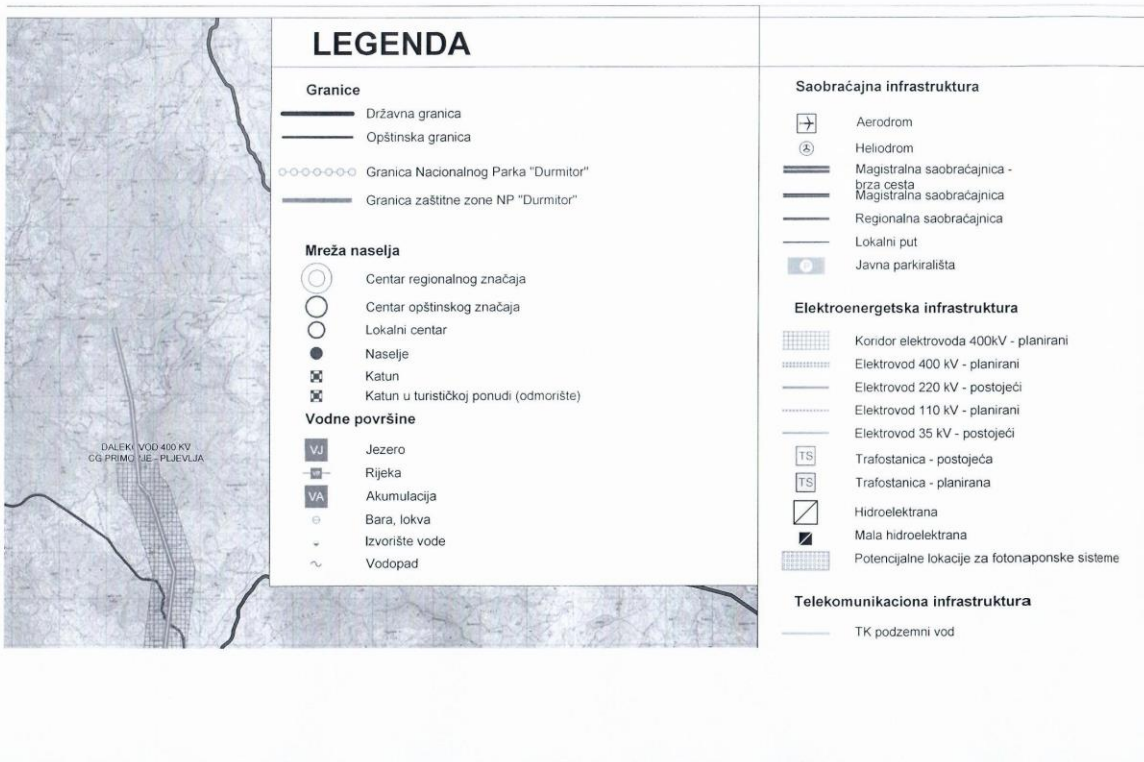 LEGENDA
Granice
Državna granica
Opštinska granica
Granica Nacionalnog Parka "Durmitor"
Granica zaštitne zone NP "Durmitor"
Mreža naselja
Centar regionalnog značaja
Centar opštinskog značaja
Lokalni centar
Naselje
Katun
Katun u turističkoj ponudi (odmorište)
Vodne površine
VJ Jezero
Rijeka
VA Akumulacija
Bara, lokva
Izvorište vode
Vodopad
DALEKOVOD 400 KV
CG PRIMORJE - PLJEVLJA
Saobraćajna infrastruktura
Aerodrom
Heliodrom
Magistralna saobraćajnica -
brza cesta
Magistralna saobraćajnica
Regionalna saobraćajnica
Lokalni put
P Javna parkirališta
Elektroenergetska infrastruktura
Koridor elektrovoda 400kV - planirani
Elektrovod 400 kV - planirani
Elektrovod 220 kV - postojeći
Elektrovod 110 kV - planirani
Elektrovod 35 kV - postojeći
TS Trafostanica - postojeća
TS Trafostanica - planirana
Hidroelektrana
Mala hidroelektrana
Potencijalne lokacije za fotonaponske sisteme
Telekomunikaciona infrastruktura
TK podzemni vod